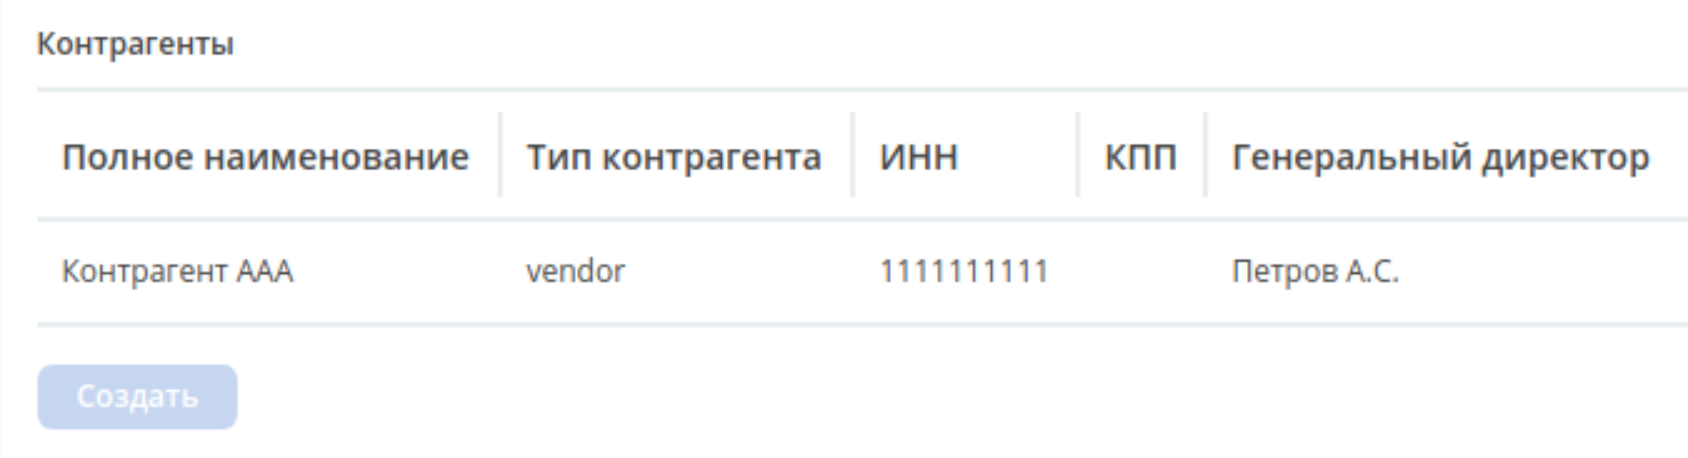 Контрагенты
Полное наименование Тип контрагента ИНН КПП Генеральный директор
Контрагент ААА vendor 1111111111 Петров А.С.
Создать